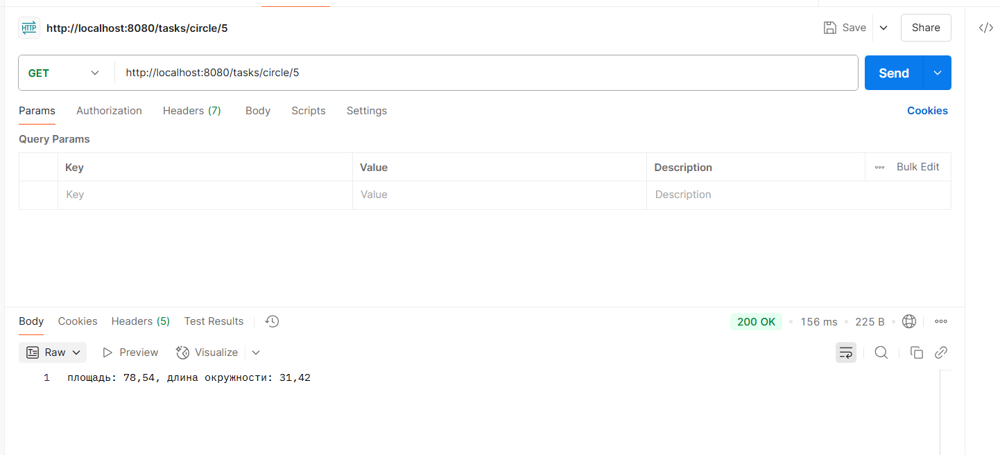 HTTP http://localhost:8080/tasks/circle/5 Save Share
GET http://localhost:8080/tasks/circle/5 Send
Params Authorization Headers (7) Body Scripts Settings Cookies
Query Params
Key Value Description Bulk Edit
Key Value Description
Body Cookies Headers (5) Test Results 200 OK 156 ms 225 B
Raw Preview Visualize
1 площадь: 78,54, длина окружности: 31,42